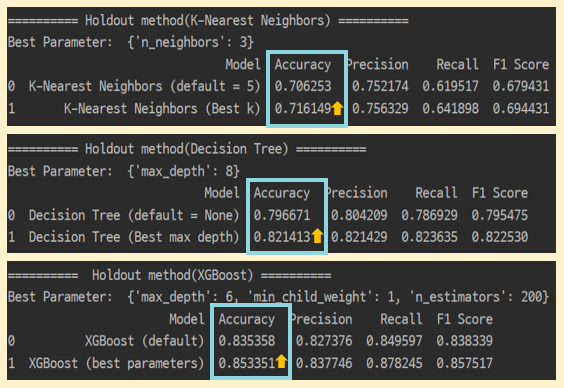 ========== Holdout method(K-Nearest Neighbors) ==========
Best Parameter:  {'n_neighbors': 3}
Model  Accuracy  Precision  Recall  F1 Score
0  K-Nearest Neighbors (default = 5)  0.706253  0.752174  0.619517  0.679431
1  K-Nearest Neighbors (Best k)  0.716149  0.756329  0.641898  0.694431
========== Holdout method(Decision Tree) ==========
Best Parameter:  {'max_depth': 8}
Model  Accuracy  Precision  Recall  F1 Score
0  Decision Tree (default = None)  0.796671  0.804209  0.786929  0.795475
1  Decision Tree (Best max depth)  0.821413  0.821429  0.823635  0.822530
==========  Holdout method(XGBoost) ==========
Best Parameter:  {'max_depth': 6, 'min_child_weight': 1, 'n_estimators': 200}
Model  Accuracy  Precision  Recall  F1 Score
0  XGBoost (default)  0.835358  0.827376  0.849597  0.838339
1  XGBoost (best parameters)  0.853351  0.837746  0.878245  0.857517